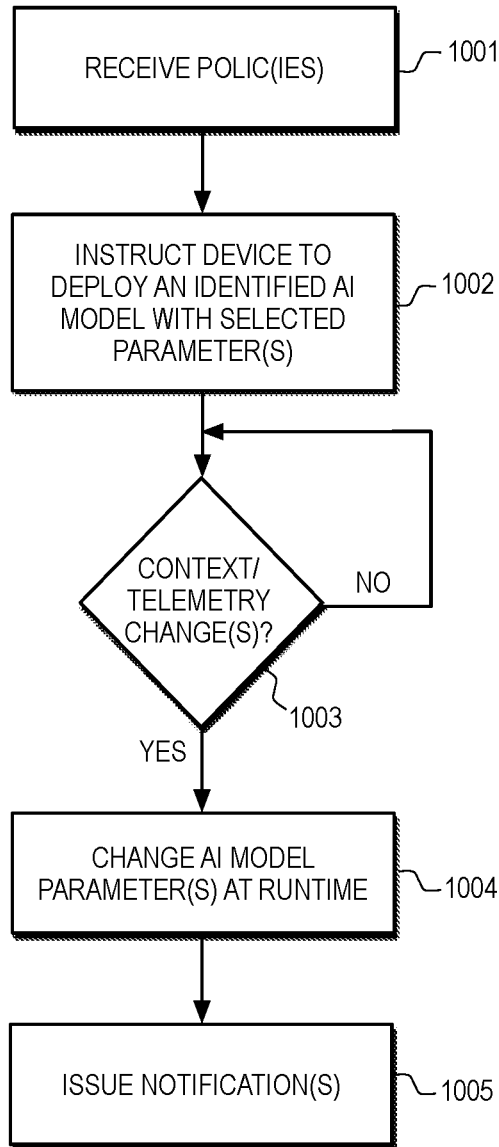 RECEIVE POLIC(IES)
1001
INSTRUCT DEVICE TO
DEPLOY AN IDENTIFIED AI
MODEL WITH SELECTED
PARAMETER(S)
1002
CONTEXT/
TELEMETRY
CHANGE(S)?
NO
1003
YES
CHANGE AI MODEL
PARAMETER(S) AT RUNTIME
1004
ISSUE NOTIFICATION(S)
1005